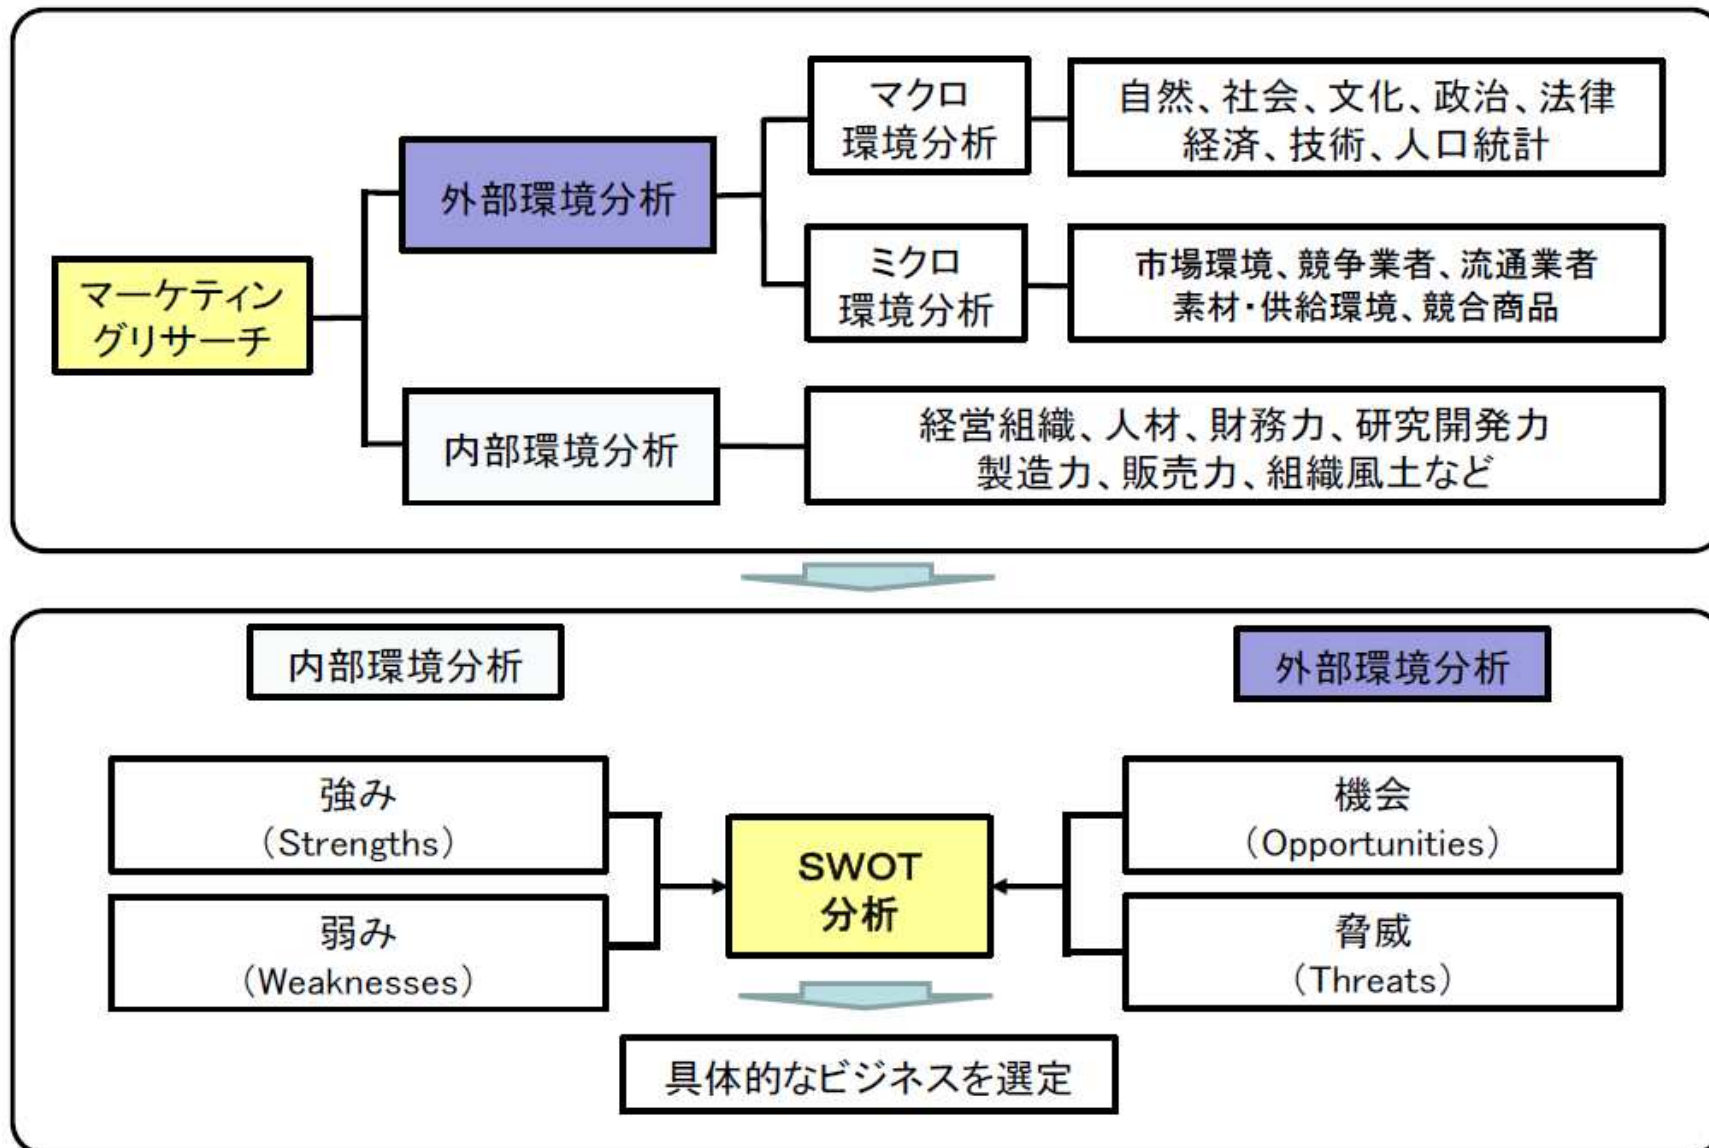 マクロ
環境分析
自然、社会、文化、政治、法律
経済、技術、人口統計
外部環境分析
ミクロ
環境分析
市場環境、競争業者、流通業者
素材・供給環境、競合商品
マーケティン
グリサーチ
内部環境分析
経営組織、人材、財務力、研究開発力
製造力、販売力、組織風土など
内部環境分析
外部環境分析
強み
（Strengths）
弱み
（Weaknesses）
SWOT
分析
機会
（Opportunities）
脅威
（Threats）
具体的なビジネスを選定